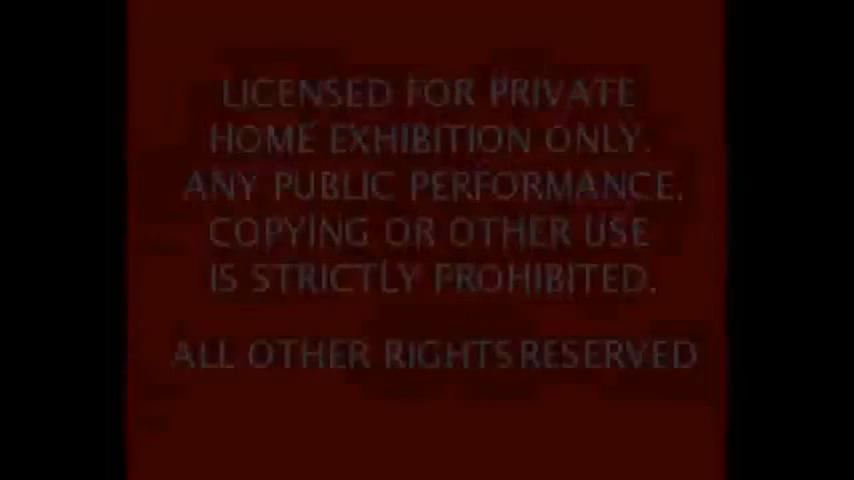 LICENSED FOR PRIVATE
HOME EXHIBITION ONLY.
ANY PUBLIC PERFORMANCE,
COPYING OR OTHER USE
IS STRICTLY PROHIBITED.
ALL OTHER RIGHTS RESERVED